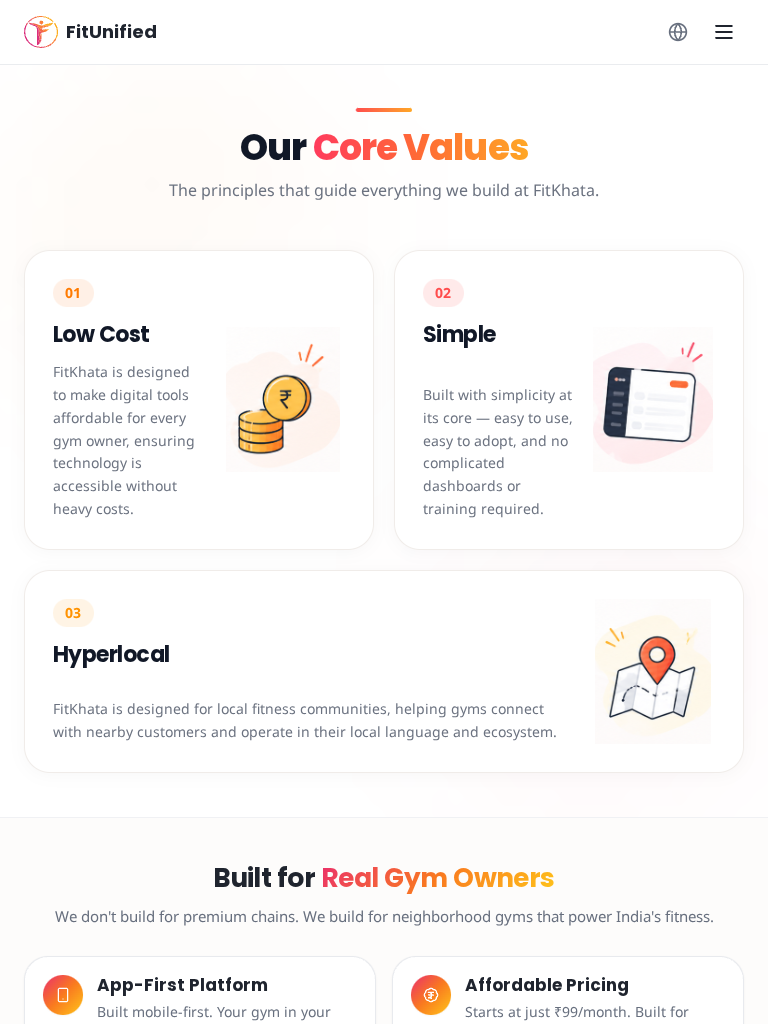 FitUnified
Our Core Values
The principles that guide everything we build at FitKhata.
01
Low Cost
FitKhata is designed
to make digital tools
affordable for every
gym owner, ensuring
technology is
accessible without
heavy costs.
₹
02
Simple
Built with simplicity at
its core — easy to use,
easy to adopt, and no
complicated
dashboards or
training required.
03
Hyperlocal
FitKhata is designed for local fitness communities, helping gyms connect
with nearby customers and operate in their local language and ecosystem.
Built for Real Gym Owners
We don't build for premium chains. We build for neighborhood gyms that power India's fitness.
App-First Platform
Built mobile-first. Your gym in your
₹
Affordable Pricing
Starts at just ₹99/month. Built for